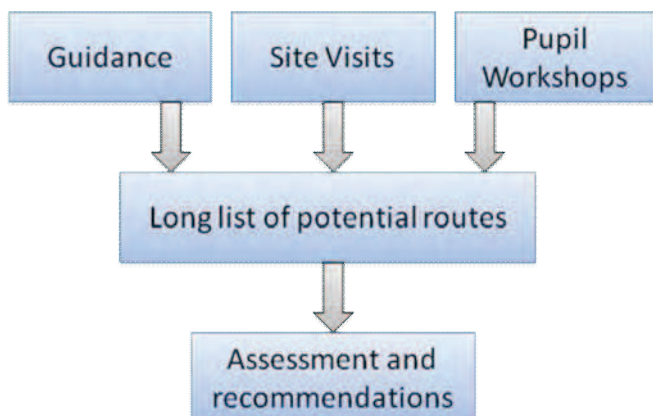 Guidance
Site Visits
Pupil
Workshops
Long list of potential routes
Assessment and
recommendations